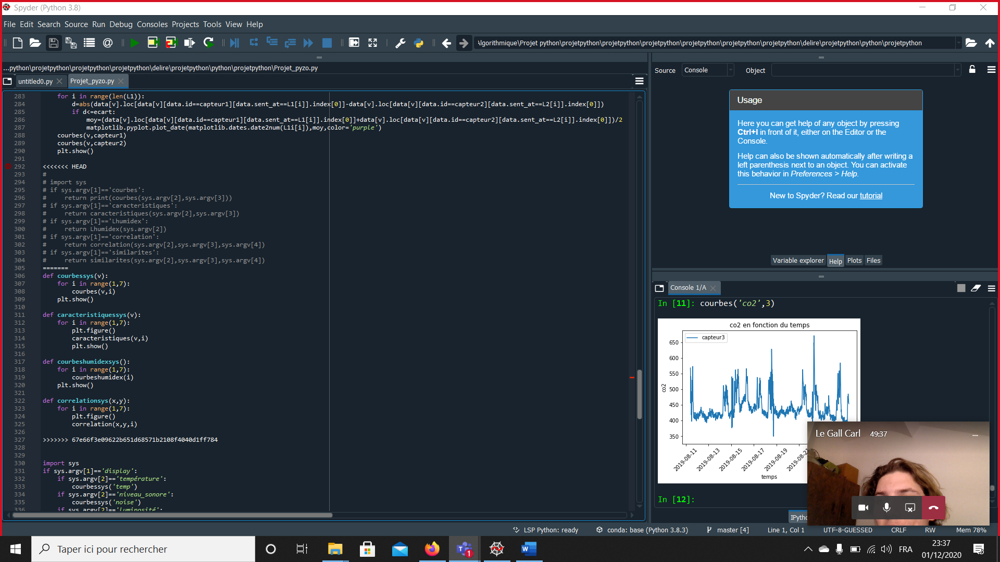 Spyder (Python 3.8)
File Edit Search Source Run Debug Consoles Projects Tools View Help
\lgorithmique\Projet python\projetpython\projetpython\projetpython\projetpython\projetpython\projetpython\delire\projetpython\python\projetpython
...python\projetpython\projetpython\projetpython\delire\projetpython\python\projetpython\Projet_pyzo.py
untitled0.py
Projet_pyzo.py
283 for i in range(len(L1)):
284 d=abs(data[v].loc[data[v][data.id==capteur1][data.sent_at==L1[i]].index[0]]-data[v].loc[data[v][data.id==capteur2][data.sent_at==L2[i]].index[0]])
285 if d<=ecart:
286 moy=(data[v].loc[data[v][data.id==capteur1][data.sent_at==L1[i]].index[0]]+data[v].loc[data[v][data.id==capteur2][data.sent_at==L2[i]].index[0]])/2
287 matplotlib.pyplot.plot_date(matplotlib.dates.date2num(L1i[i]),moy,color='purple')
288 courbes(v,capteur1)
289 courbes(v,capteur2)
290 plt.show()
291
292 <<<<<<< HEAD
293 #
294 # import sys
295 # if sys.argv[1]=='courbes':
296 # return print(courbes(sys.argv[2],sys.argv[3]))
297 # if sys.argv[1]=='caracteristiques':
298 # return caracteristiques(sys.argv[2],sys.argv[3])
299 # if sys.argv[1]=='Lhumidex':
300 # return Lhumidex(sys.argv[2])
301 # if sys.argv[1]=='correlation':
302 # return correlation(sys.argv[2],sys.argv[3],sys.argv[4])
303 # if sys.argv[1]=='similarites':
304 # return similarites(sys.argv[2],sys.argv[3],sys.argv[4])
305 =======
306 def courbessys(v):
307 for i in range(1,7):
308 courbes(v,i)
309 plt.show()
310
311 def caracteristiquessys(v):
312 for i in range(1,7):
313 plt.figure()
314 caracteristiques(v,i)
315 plt.show()
316
317 def courbeshumidexsys():
318 for i in range(1,7):
319 courbeshumidex(i)
320 plt.show()
321
322 def correlationsys(x,y):
323 for i in range(1,7):
324 plt.figure()
325 correlation(x,y,i)
326
327 >>>>>>> 67e66f3e09622b651d68571b2108f4040d1ff784
328
329
330 import sys
331 if sys.argv[1]=='display':
332 if sys.argv[2]=='température':
333 courbessys('temp')
334 if sys.argv[2]=='niveau_sonore':
335 courbessys('noise')
336 if sys.argv[2]=='luminosité':
Source Console Object
Usage
Here you can get help of any object by pressing
Ctrl+I in front of it, either on the Editor or the
Console.
Help can also be shown automatically after writing a
left parenthesis next to an object. You can activate
this behavior in Preferences > Help.
New to Spyder? Read our tutorial
Variable explorer Help Plots Files
Console 1/A
In [11]: courbes('co2',3)
co2 en fonction du temps
capteur3
650
600
550
500
450
400
350
co2
2019-08-11
2019-08-13
2019-08-15
2019-08-17
2019-08-19
2019-08-21
temps
In [12]:
Le Gall Carl 49:37
IPytho
LSP Python: ready conda: base (Python 3.8.3) master [4] Line 1, Col 1 UTF-8-GUESSED CRLF RW Mem 78%
Taper ici pour rechercher
1
FRA
23:37
01/12/2020